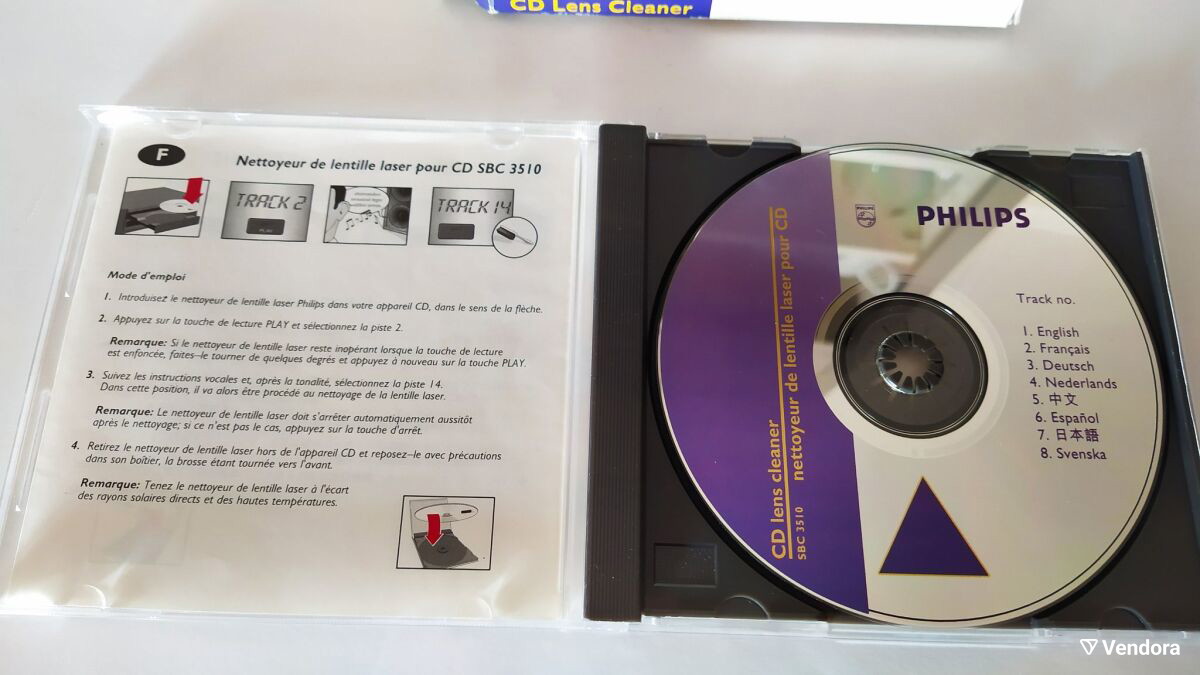 CD Lens Cleaner
F
Nettoyeur de lentille laser pour CD SBC 3510
TRACK 2
PLAY
TRACK 14
Mode d'emploi
1. Introduisez le nettoyeur de lentille laser Philips dans votre appareil CD, dans le sens de la flèche.
2. Appuyez sur la touche de lecture PLAY et sélectionnez la piste 2.
Remarque: Si le nettoyeur de lentille laser reste inopérant lorsque la touche de lecture
est enfoncée, faites–le tourner de quelques degrés et appuyez à nouveau sur la touche PLAY.
3. Suivez les instructions vocales et, après la tonalité, sélectionnez la piste 14.
Dans cette position, il va alors être procédé au nettoyage de la lentille laser.
Remarque: Le nettoyeur de lentille laser doit s'arrêter automatiquement aussitôt
après le nettoyage; si ce n'est pas le cas, appuyez sur la touche d'arrêt.
4. Retirez le nettoyeur de lentille laser hors de l'appareil CD et reposez–le avec précautions
dans son boîtier, la brosse étant tournée vers l'avant.
Remarque: Tenez le nettoyeur de lentille laser à l'écart
des rayons solaires directs et des hautes températures.
CD lens cleaner
nettoyeur de lentille laser pour CD
SBC 3510
PHILIPS
PHILIPS
Track no.
1. English
2. Français
3. Deutsch
4. Nederlands
5. 中文
6. Español
7. 日本語
8. Svenska
Vendora